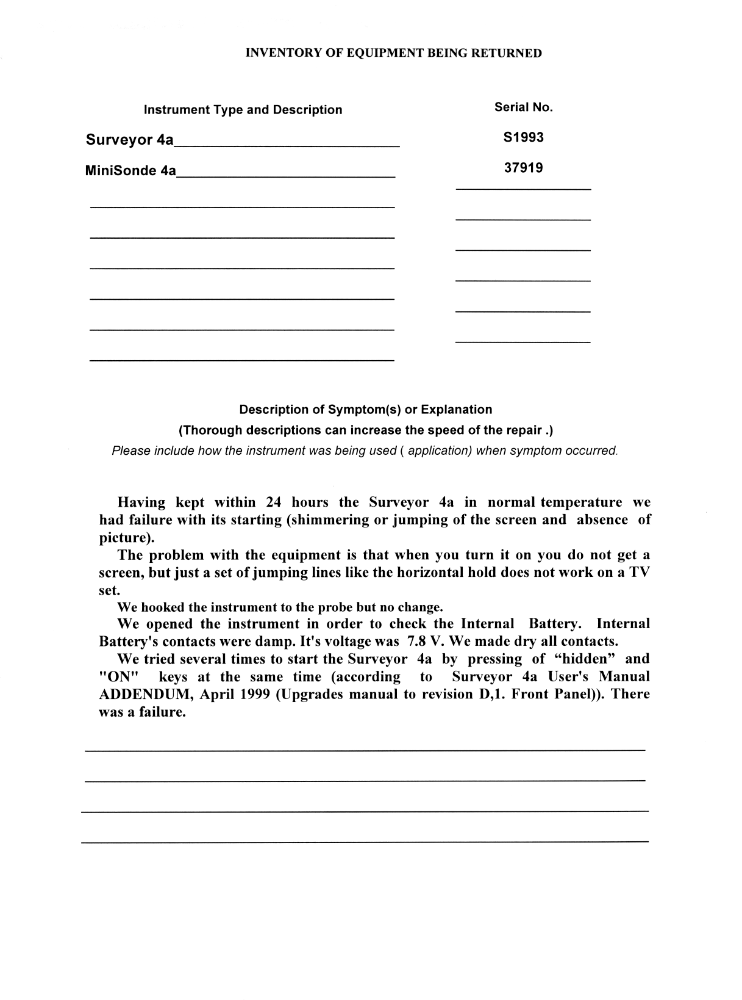 INVENTORY OF EQUIPMENT BEING RETURNED
Instrument Type and Description
Serial No.
Surveyor 4a
S1993
MiniSonde 4a
37919
Description of Symptom(s) or Explanation
(Thorough descriptions can increase the speed of the repair .)
Please include how the instrument was being used ( application) when symptom occurred.
Having kept within 24 hours the Surveyor 4a in normal temperature we
had failure with its starting (shimmering or jumping of the screen and absence of
picture).
The problem with the equipment is that when you turn it on you do not get a
screen, but just a set of jumping lines like the horizontal hold does not work on a TV
set.
We hooked the instrument to the probe but no change.
We opened the instrument in order to check the Internal Battery. Internal
Battery's contacts were damp. It's voltage was 7.8 V. We made dry all contacts.
We tried several times to start the Surveyor 4a by pressing of “hidden” and
"ON" keys at the same time (according to Surveyor 4a User's Manual
ADDENDUM, April 1999 (Upgrades manual to revision D,1. Front Panel)). There
was a failure.